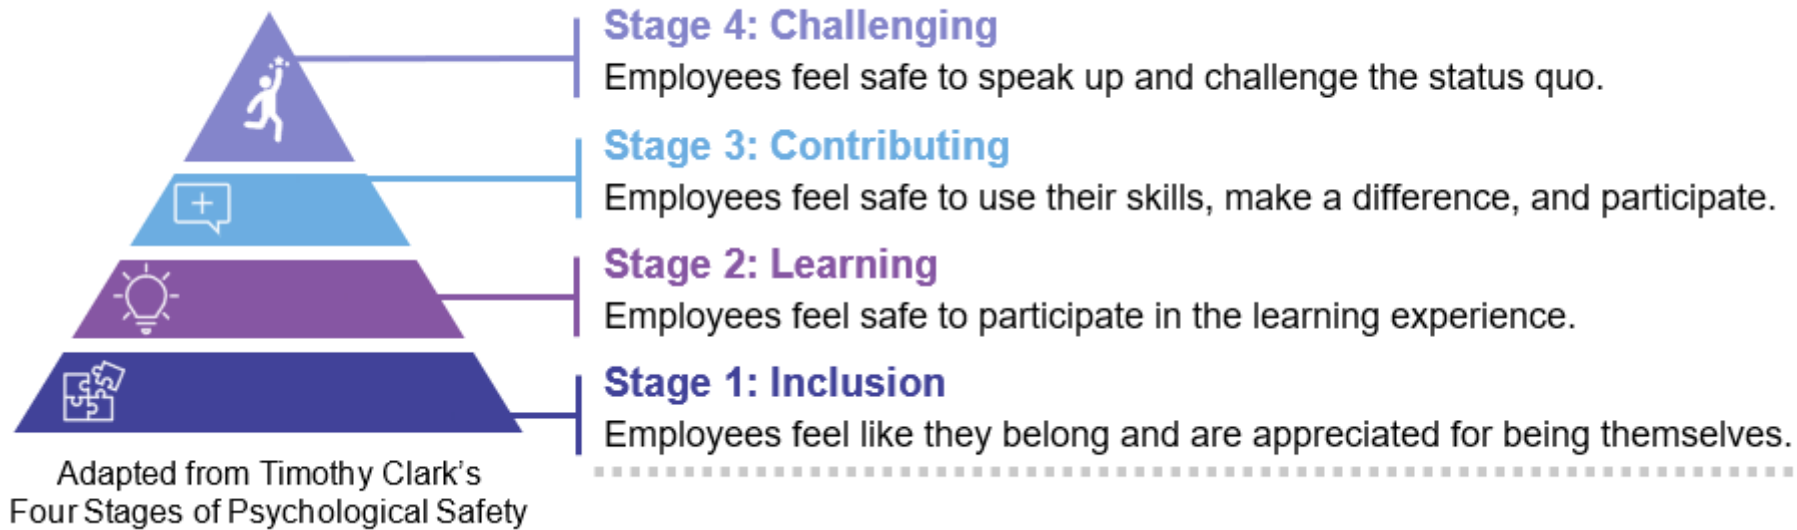 Stage 4: Challenging
Employees feel safe to speak up and challenge the status quo.
Stage 3: Contributing
Employees feel safe to use their skills, make a difference, and participate.
Stage 2: Learning
Employees feel safe to participate in the learning experience.
Stage 1: Inclusion
Employees feel like they belong and are appreciated for being themselves.
Adapted from Timothy Clark’s
Four Stages of Psychological Safety